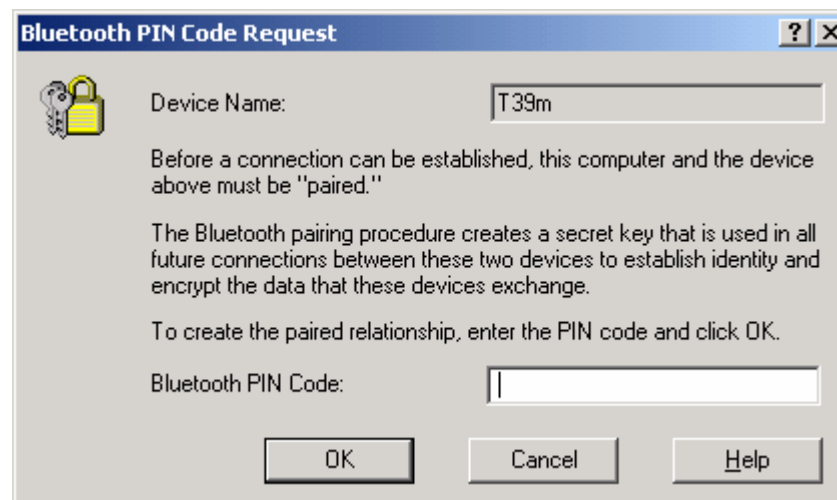 Bluetooth PIN Code Request
Device Name: T39m
Before a connection can be established, this computer and the device
above must be "paired."
The Bluetooth pairing procedure creates a secret key that is used in all
future connections between these two devices to establish identity and
encrypt the data that these devices exchange.
To create the paired relationship, enter the PIN code and click OK.
Bluetooth PIN Code:
OK Cancel Help